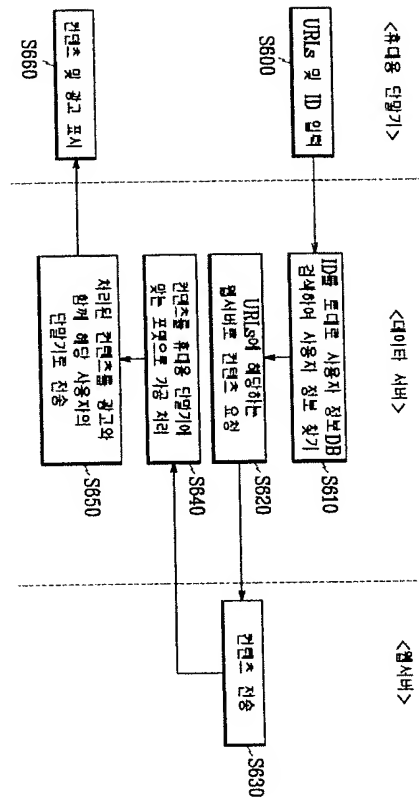 <휴대용 단말기>
<데이타 서버>
<웹서버>
URLs 및 ID 입력
S600
ID를 토대로 사용자 정보DB
검색하여 사용자 정보 찾기
S610
URLs에 해당하는
웹서버로 컨텐츠 요청
S620
컨텐츠 전송
S630
컨텐츠를 휴대용 단말기에
맞는 포맷으로 가공 처리
S640
처리된 컨텐츠를 광고와
함께 해당 사용자의
단말기로 전송
S650
컨텐츠 및 광고 표시
S660